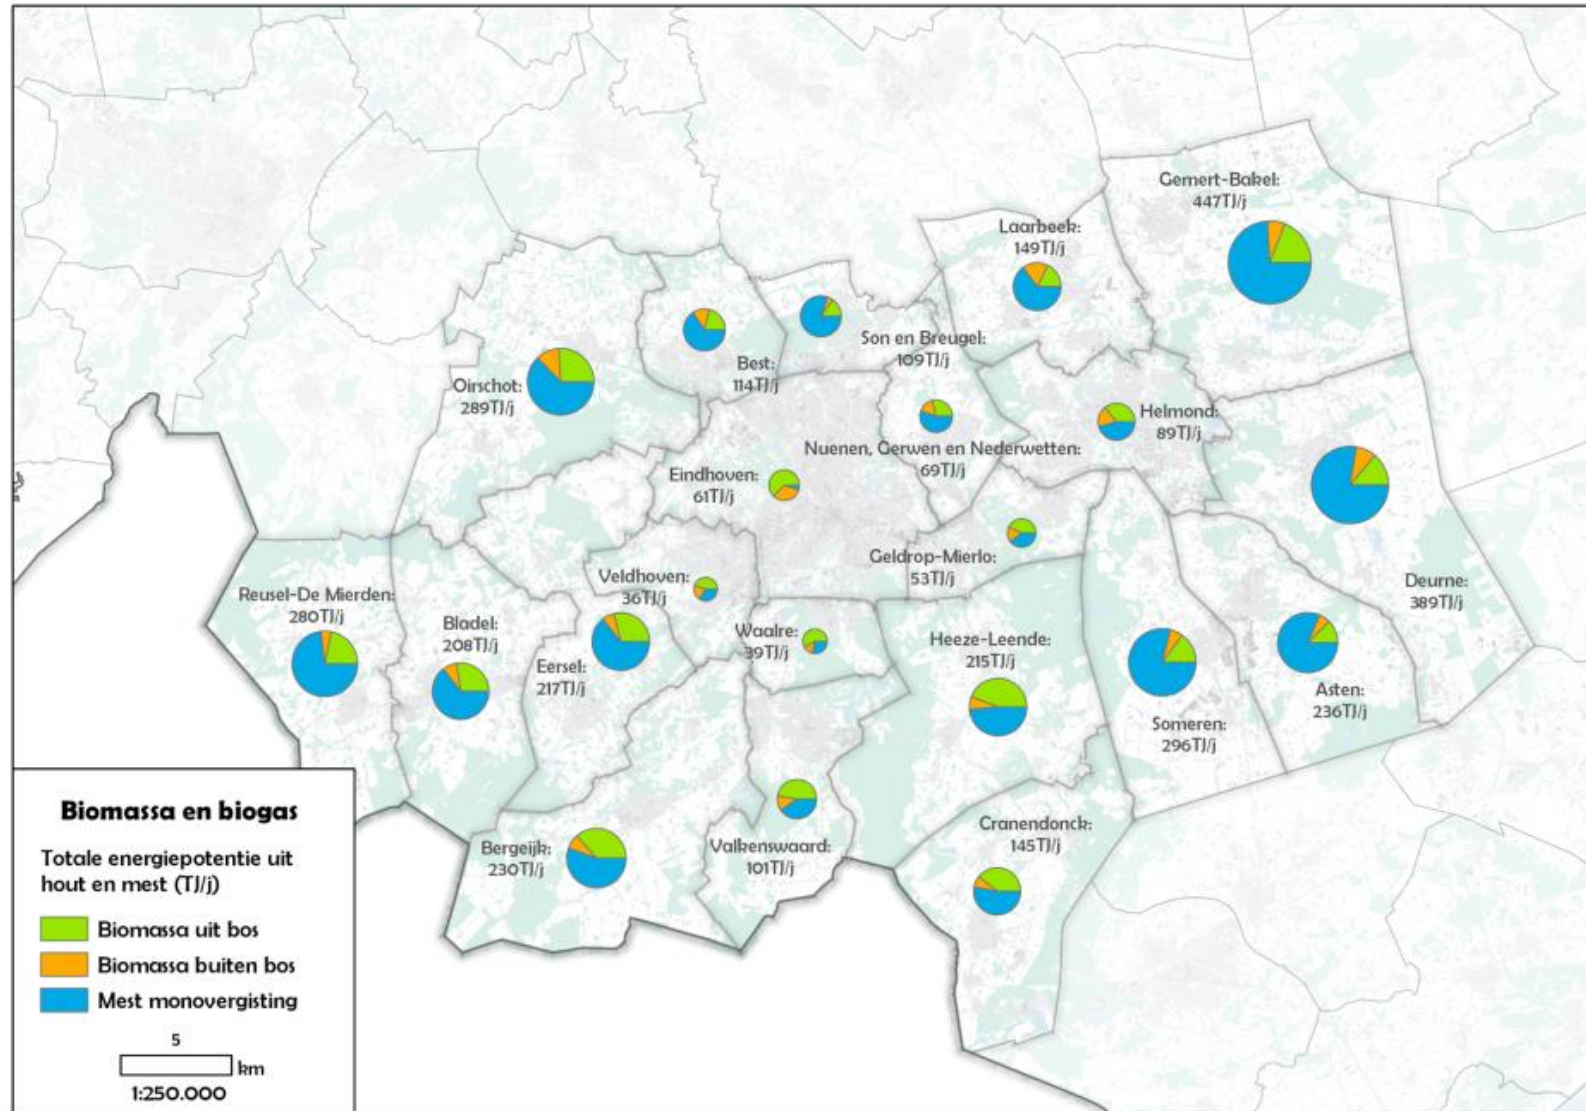 Gemert-Bakel:
447TJ/j
Laarbeek:
149TJ/j
Son en Breugel:
109TJ/j
Best:
114TJ/j
Oirschot:
289TJ/j
Helmond:
89TJ/j
Nuenen, Gerwen en Nederwetten:
69TJ/j
Eindhoven:
61TJ/j
Geldrop-Mierlo:
53TJ/j
Deurne:
389TJ/j
Veldhoven:
36TJ/j
Reusel-De Mierden:
280TJ/j
Bladel:
208TJ/j
Eersel:
217TJ/j
Waalre:
39TJ/j
Heeze-Leende:
215TJ/j
Asten:
236TJ/j
Someren:
296TJ/j
Cranendonck:
145TJ/j
Valkenswaard:
101TJ/j
Bergeijk:
230TJ/j
Biomassa en biogas
Totale energiepotentie uit
hout en mest (TJ/j)
Biomassa uit bos
Biomassa buiten bos
Mest monovergisting
5
km
1:250.000